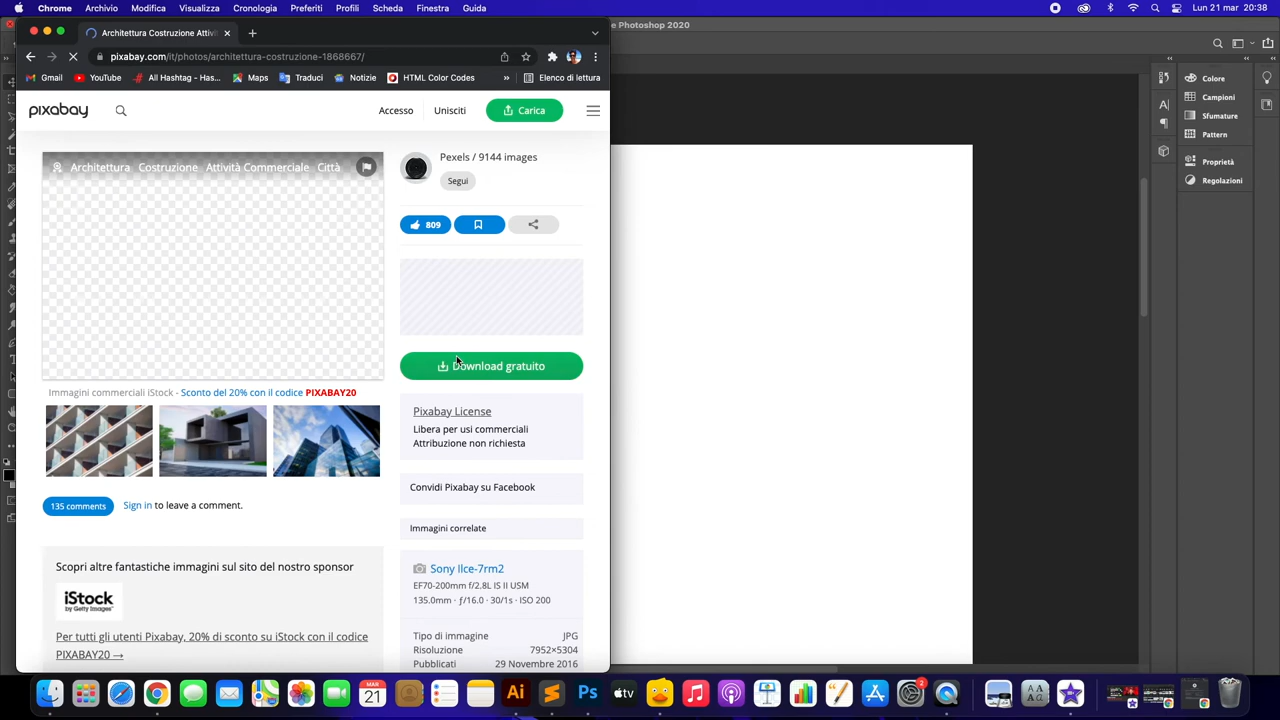 Chrome Archivio Modifica Visualizza Cronologia Preferiti Profili Scheda Finestra Guida
Lun 21 mar 20:38
Architettura Costruzione Attivi
e Photoshop 2020
pixabay.com/it/photos/architettura-costruzione-1868667/
Gmail YouTube All Hashtag - Has... Maps Traduci Notizie HTML Color Codes » Elenco di lettura
pixabay
Accesso Unisciti Carica
Architettura Costruzione Attività Commerciale Città
Pexels / 9144 images
Segui
809
Download gratuito
Immagini commerciali iStock - Sconto del 20% con il codice PIXABAY20
Pixabay License
Libera per usi commerciali
Attribuzione non richiesta
Convidi Pixabay su Facebook
135 comments Sign in to leave a comment.
Immagini correlate
Scopri altre fantastiche immagini sul sito del nostro sponsor
iStock
by Getty Images
Per tutti gli utenti Pixabay, 20% di sconto su iStock con il codice
PIXABAY20 →
Sony Ilce-7rm2
EF70-200mm f/2.8L IS II USM
135.0mm · ƒ/16.0 · 30/1s · ISO 200
Tipo di immagine JPG
Risoluzione 7952×5304
Pubblicati 29 Novembre 2016
Colore
Campioni
Sfumature
Pattern
Proprietà
Regolazioni
MAR
21
Ai
Ps
tv
2